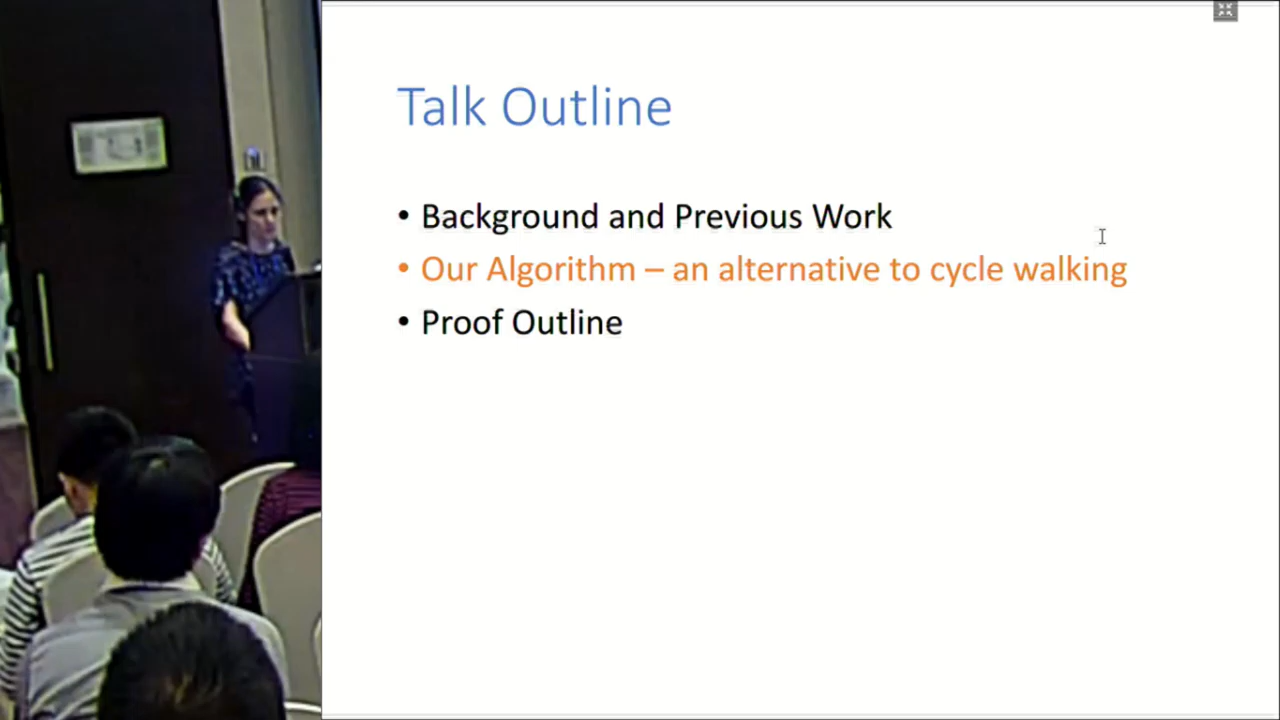 Talk Outline
• Background and Previous Work
• Our Algorithm – an alternative to cycle walking
• Proof Outline